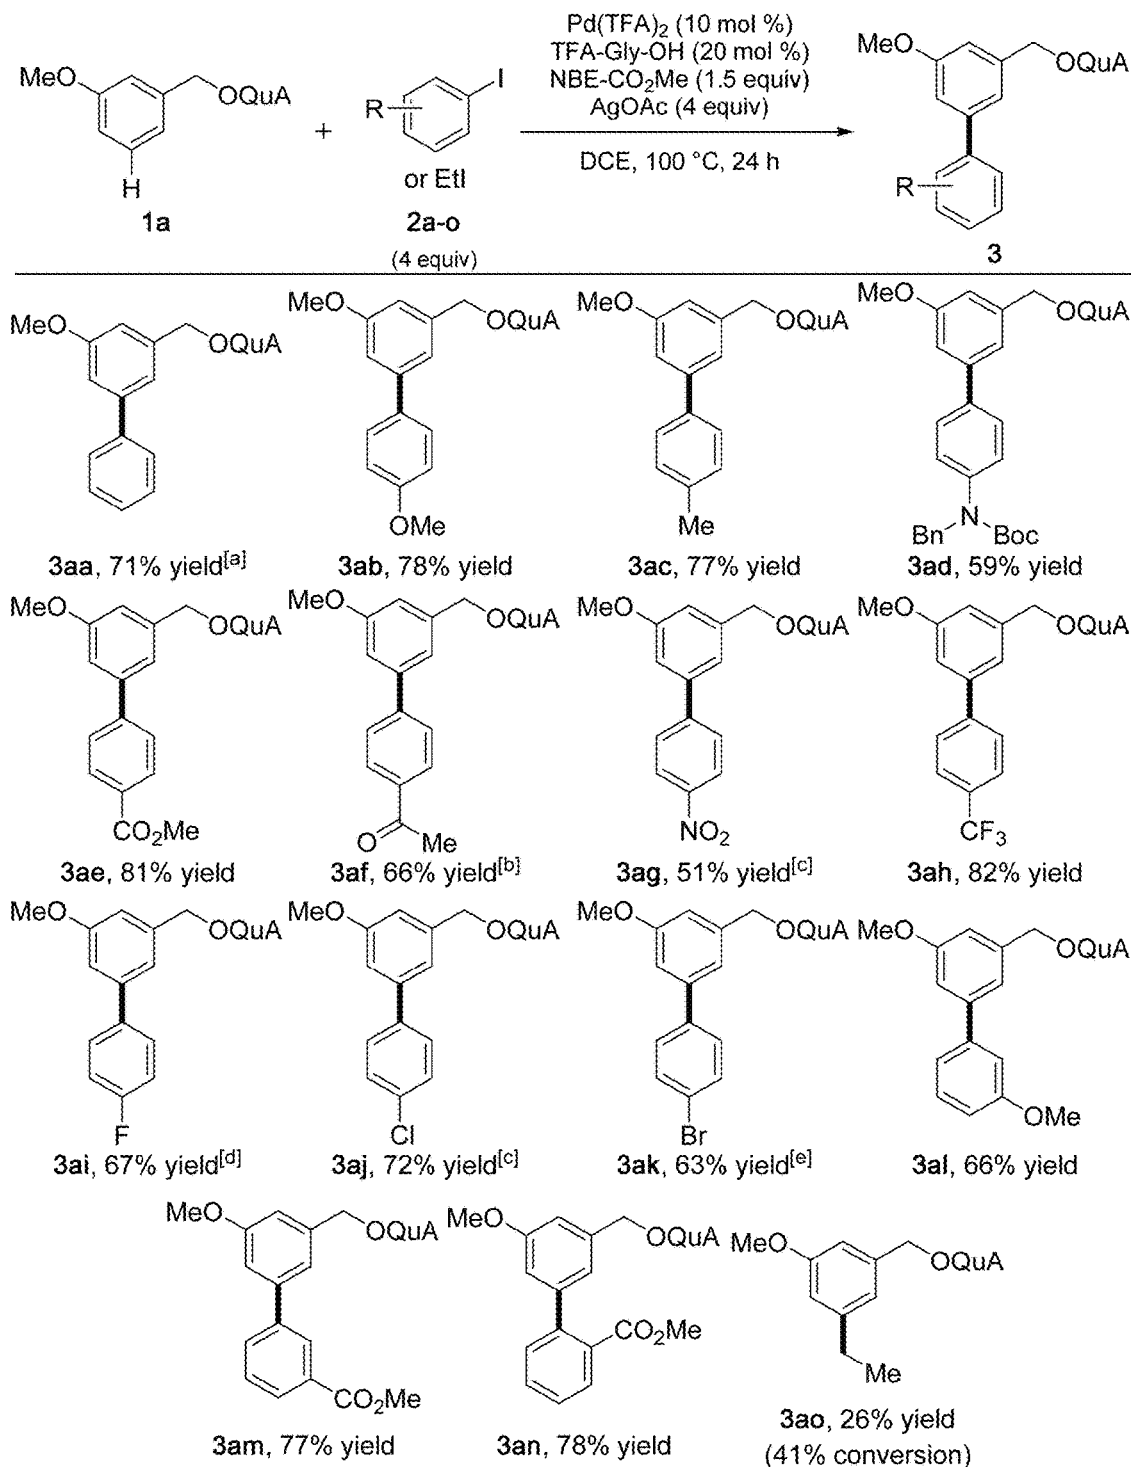 Pd(TFA)2 (10 mol %)
TFA-Gly-OH (20 mol %)
NBE-CO2Me (1.5 equiv)
AgOAc (4 equiv)
DCE, 100 °C, 24 h
MeO OQuA
H
1a
+
R I
or EtI
2a-o
(4 equiv)
MeO OQuA
R
3
MeO OQuA MeO OQuA MeO OQuA MeO OQuA
OMe Me Bn N Boc
3aa, 71% yield[a] 3ab, 78% yield 3ac, 77% yield 3ad, 59% yield
MeO OQuA MeO OQuA MeO OQuA MeO OQuA
CO2Me O Me NO2 CF3
3ae, 81% yield 3af, 66% yield[b] 3ag, 51% yield[c] 3ah, 82% yield
MeO OQuA MeO OQuA MeO OQuA MeO OQuA
F Cl Br OMe
3ai, 67% yield[d] 3aj, 72% yield[c] 3ak, 63% yield[e] 3al, 66% yield
MeO OQuA MeO OQuA MeO OQuA
CO2Me CO2Me Me
3am, 77% yield 3an, 78% yield 3ao, 26% yield
(41% conversion)